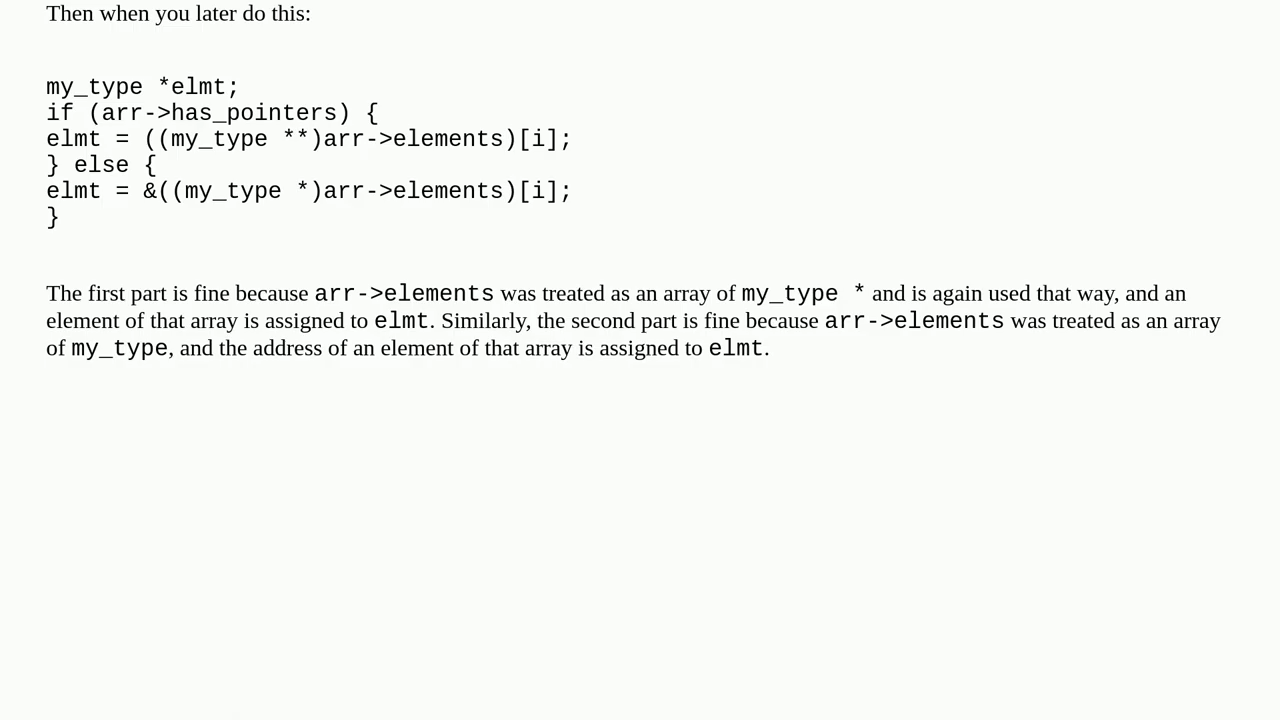 Then when you later do this:
my_type *elmt;
if (arr->has_pointers) {
elmt = ((my_type **)arr->elements)[i];
} else {
elmt = &((my_type *)arr->elements)[i];
}
The first part is fine because arr->elements was treated as an array of my_type * and is again used that way, and an
element of that array is assigned to elmt. Similarly, the second part is fine because arr->elements was treated as an array
of my_type, and the address of an element of that array is assigned to elmt.